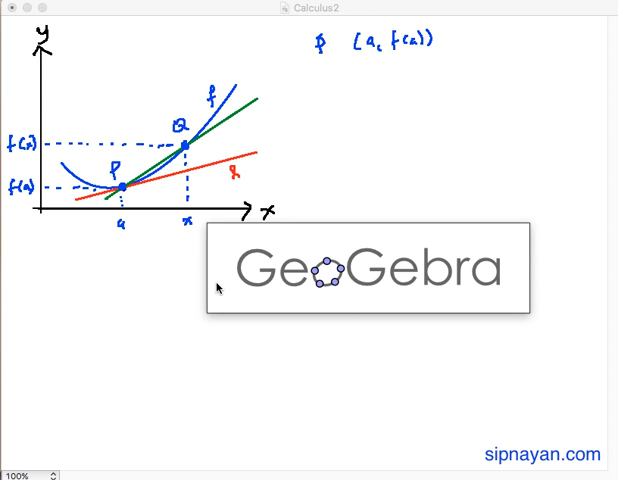 Calculus2
y
P (a, f(a))
f
Q
f(x)
P
f(a)
a
x
x
GeoGebra
sipnayan.com
100%